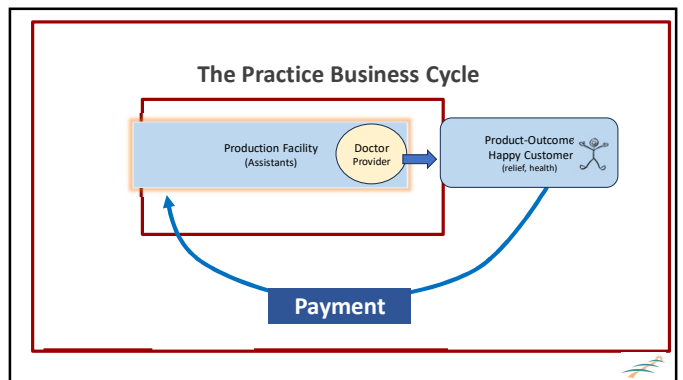 The Practice Business Cycle
Production Facility
(Assistants)
Doctor
Provider
Product-Outcome
Happy Customer
(relief, health)
Payment